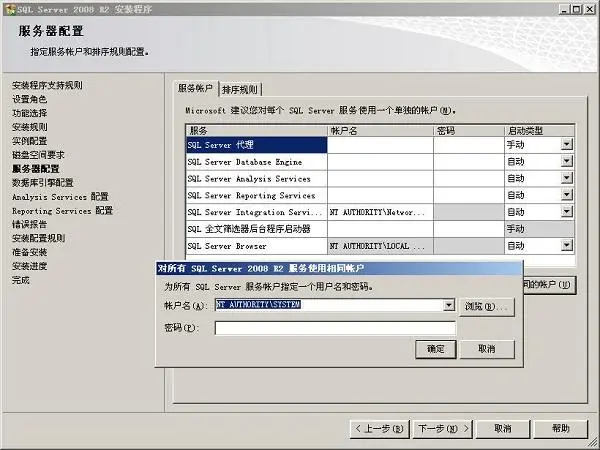 SQL Server 2008 R2 安装程序
服务器配置
指定服务帐户和排序规则配置。
安装程序支持规则
设置角色
功能选择
安装规则
实例配置
磁盘空间要求
服务器配置
数据库引擎配置
Analysis Services 配置
Reporting Services 配置
错误报告
安装配置规则
准备安装
安装进度
完成
服务帐户 排序规则
Microsoft 建议您对每个 SQL Server 服务使用一个单独的帐户(M)。
服务 帐户名 密码 启动类型
SQL Server 代理 手动
SQL Server Database Engine 自动
SQL Server Analysis Services 自动
SQL Server Reporting Services 自动
SQL Server Integration Servi... NT AUTHORITY\Networ... 自动
SQL 全文筛选器后台程序启动器 手动
SQL Server Browser NT AUTHORITY\LOCAL ... 自动
同的帐户(U)
对所有 SQL Server 2008 R2 服务使用相同帐户
为所有 SQL Server 服务帐户指定一个用户名和密码。
帐户名(A): NT AUTHORITY\SYSTEM 浏览(B)...
密码(P):
确定 取消
< 上一步(B) 下一步(N) > 取消 帮助